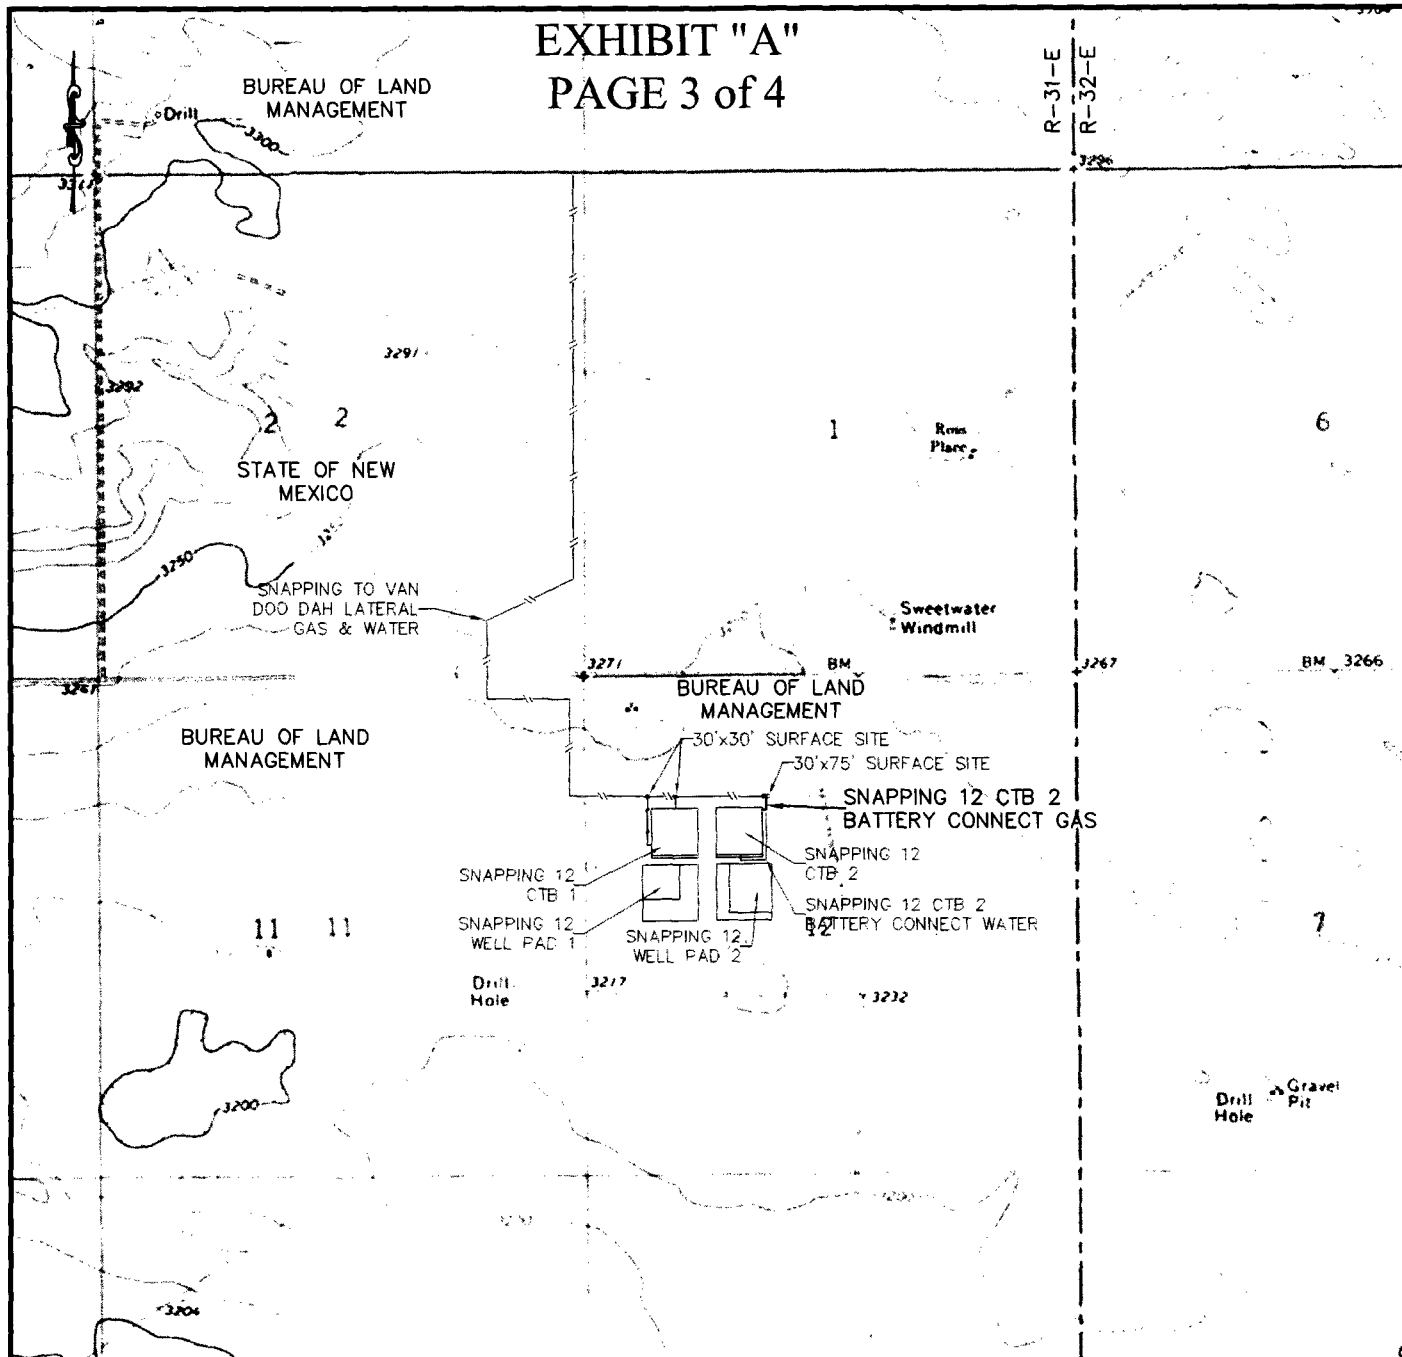 EXHIBIT "A"
PAGE 3 of 4
R-31-E
R-32-E
BUREAU OF LAND
MANAGEMENT
Drill
3300
3296
3291
3292
2
2
1
6
Place
STATE OF NEW
MEXICO
3250
SNAPPING TO VAN
DOO DAH LATERAL
GAS & WATER
Sweetwater
Windmill
3271
BM
3267
BM 3266
BUREAU OF LAND
MANAGEMENT
BUREAU OF LAND
MANAGEMENT
30'x30' SURFACE SITE
30'x75' SURFACE SITE
SNAPPING 12 CTB 2
BATTERY CONNECT GAS
SNAPPING 12
CTB 2
SNAPPING 12
CTB 1
SNAPPING 12 CTB 2
BATTERY CONNECT WATER
SNAPPING 12
WELL PAD 1
SNAPPING 12
WELL PAD 2
11
11
12
7
Drill
Hole
3217
3232
3200
Drill
Hole
Gravel
Pit
3204